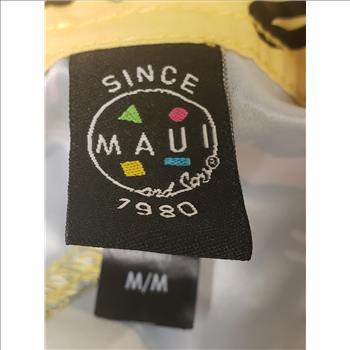 SINCE
MAUI
and Sons®
1980
M/M